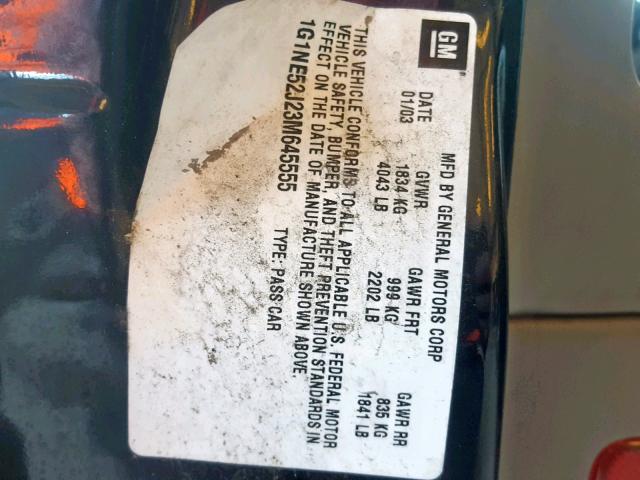 GM
MFD BY GENERAL MOTORS CORP
DATE GVWR GAWR FRT GAWR RR
01/03 1834 KG 999 KG 835 KG
4043 LB 2202 LB 1841 LB
THIS VEHICLE CONFORMS TO ALL APPLICABLE U.S. FEDERAL MOTOR
VEHICLE SAFETY, BUMPER, AND THEFT PREVENTION STANDARDS IN
EFFECT ON THE DATE OF MANUFACTURE SHOWN ABOVE.
1G1NE52J23M645555 TYPE: PASS CAR